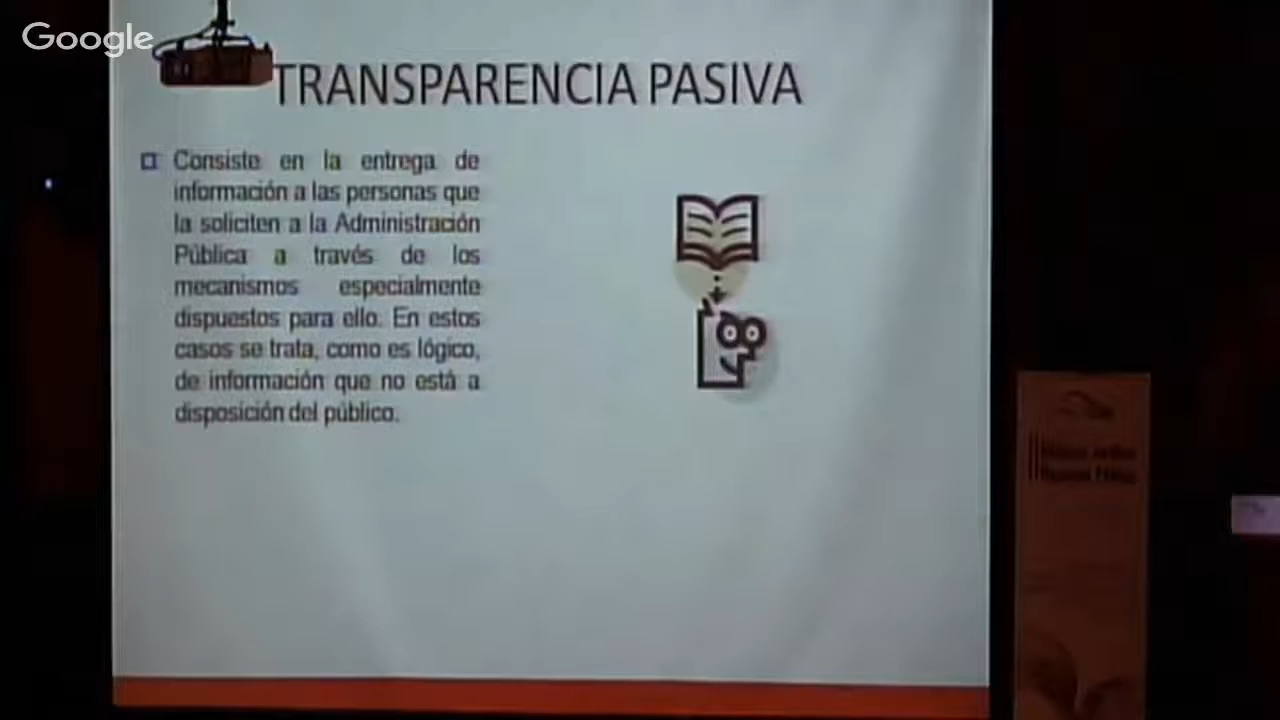 Google
TRANSPARENCIA PASIVA
Consiste en la entrega de
información a las personas que
la soliciten a la Administración
Pública a través de los
mecanismos especialmente
dispuestos para ello. En estos
casos se trata, como es lógico,
de información que no está a
disposición del público.